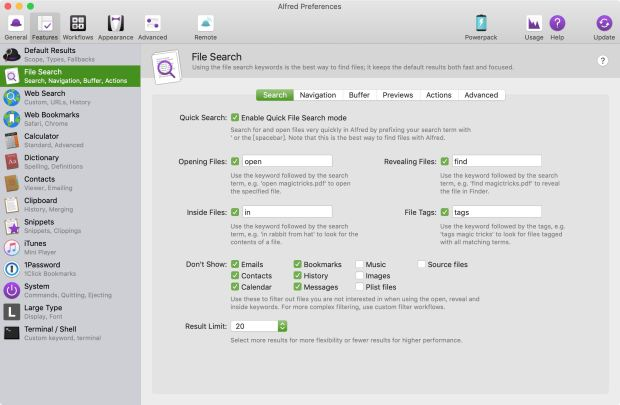 Alfred Preferences
General Features Workflows Appearance Advanced Remote Powerpack Usage Help Update
Default Results
Scope, Types, Fallbacks
File Search
Search, Navigation, Buffer, Actions
Web Search
Custom, URLs, History
Web Bookmarks
Safari, Chrome
Calculator
Standard, Advanced
Dictionary
Spelling, Definitions
Contacts
Viewer, Emailing
Clipboard
History, Merging
Snippets
Snippets, Clippings
iTunes
Mini Player
1Password
1Click Bookmarks
System
Commands, Quitting, Ejecting
Large Type
Display, Font
Terminal / Shell
Custom keyword, terminal
File Search
Using the file search keywords is the best way to find files; it keeps the default results both fast and focused.
?
Search Navigation Buffer Previews Actions Advanced
Quick Search: Enable Quick File Search mode
Search for and open files very quickly in Alfred by prefixing your search term with
' or the [spacebar]. Note that this is the best way to find files with Alfred.
Opening Files: open
Use the keyword followed by the search
term, e.g. 'open magictricks.pdf' to open
the specified file.
Revealing Files: find
Use the keyword followed by the search
term, e.g. 'find magictricks.pdf' to reveal
the file in Finder.
Inside Files: in
Use the keyword followed by the search
term, e.g. 'in rabbit from hat' to look for the
contents of a file.
File Tags: tags
Use the keyword followed by the tags, e.g.
'tags magic tricks' to look for files tagged
with all matching terms.
Don't Show: Emails Bookmarks Music Source files
Contacts History Images
Calendar Messages Plist files
Use these to filter out files you are not interested in when using the open, reveal and
inside keywords. For more complex filtering, use custom filter workflows.
Result Limit: 20
Select more results for more flexibility or fewer results for higher performance.